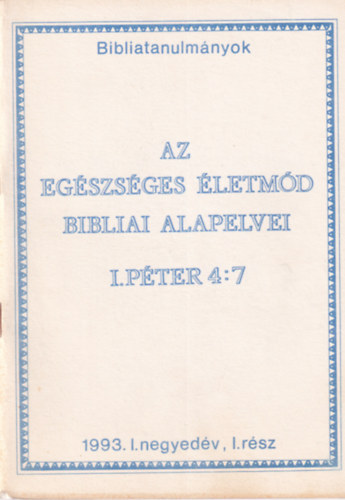 Bibliatanulmányok
AZ
EGÉSZSÉGES ÉLETMÓD
BIBLIAI ALAPELVEI
I.PÉTER 4:7
1993. I.negyedév, I.rész